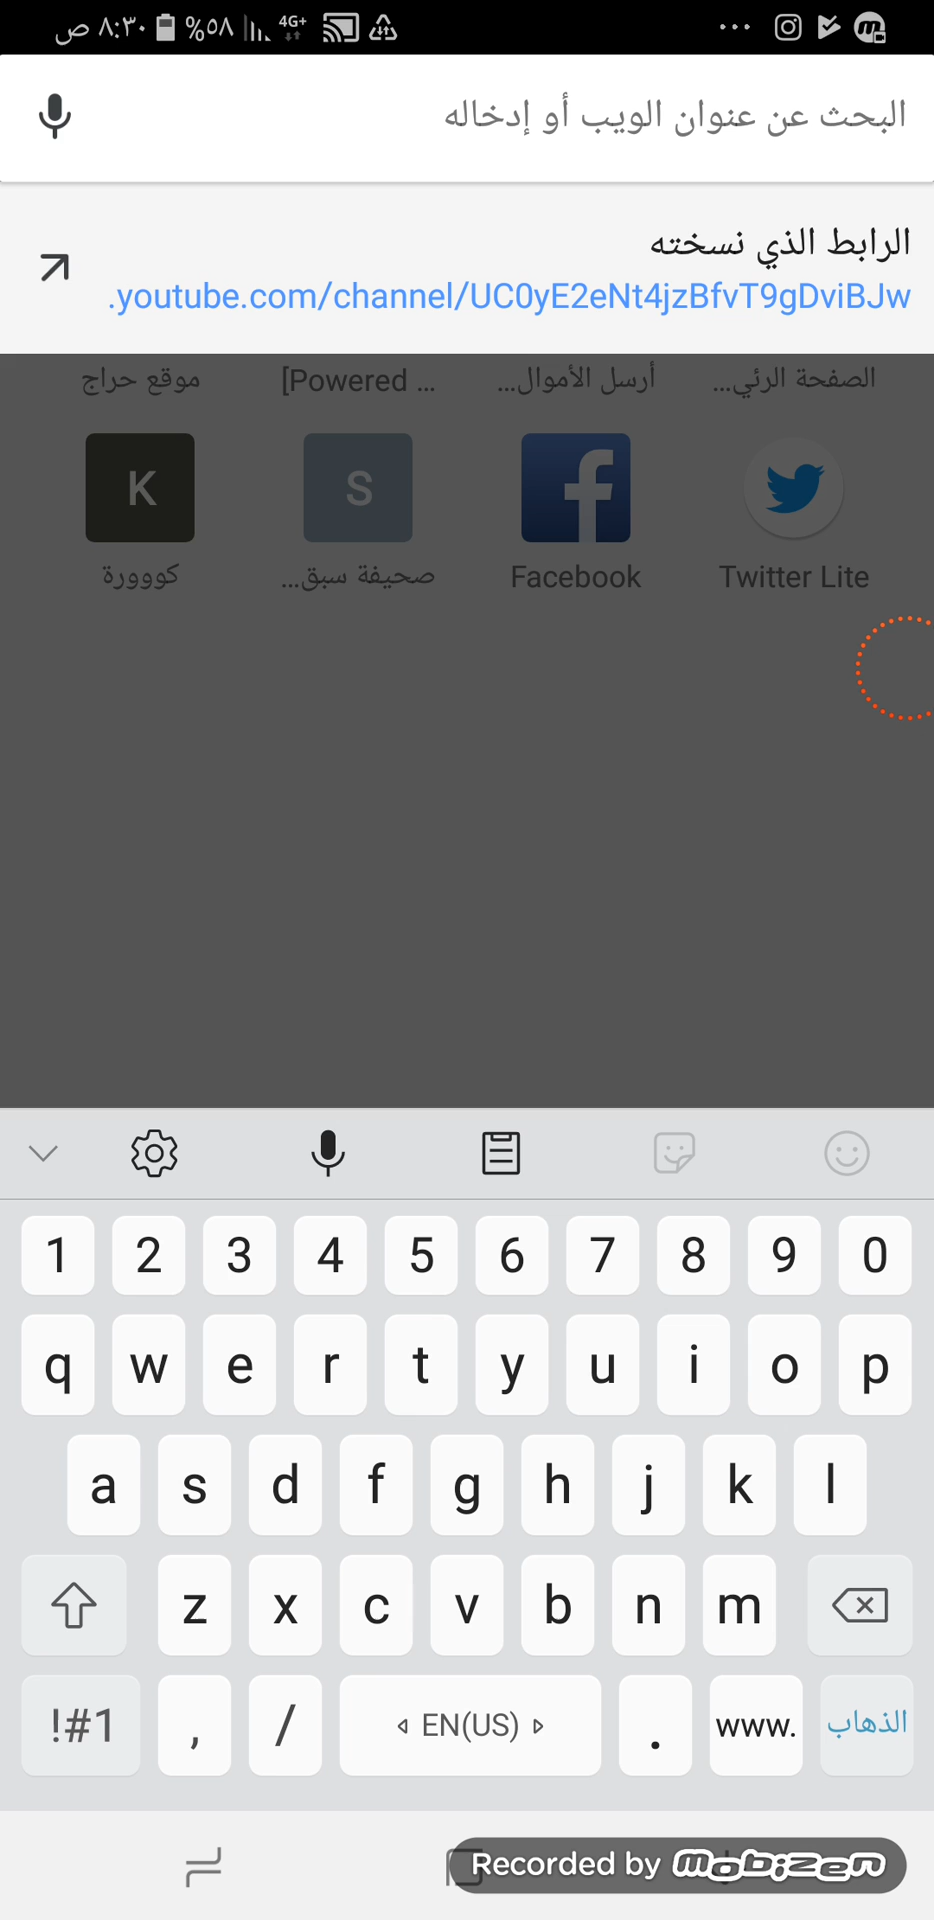 ٨:٣٠ ص %٥٨ 4G+
البحث عن عنوان الويب أو إدخاله
الرابط الذي نسخته
.youtube.com/channel/UC0yE2eNt4jzBfvT9gDviBJw
الصفحة الرئي... أرسل الأموال... [Powered ... موقع حراج
K S
Twitter Lite Facebook صحيفة سبق... كووورة
1 2 3 4 5 6 7 8 9 0
q w e r t y u i o p
a s d f g h j k l
z x c v b n m
!#1 , / EN(US) . www. الذهاب
Recorded by mobizen